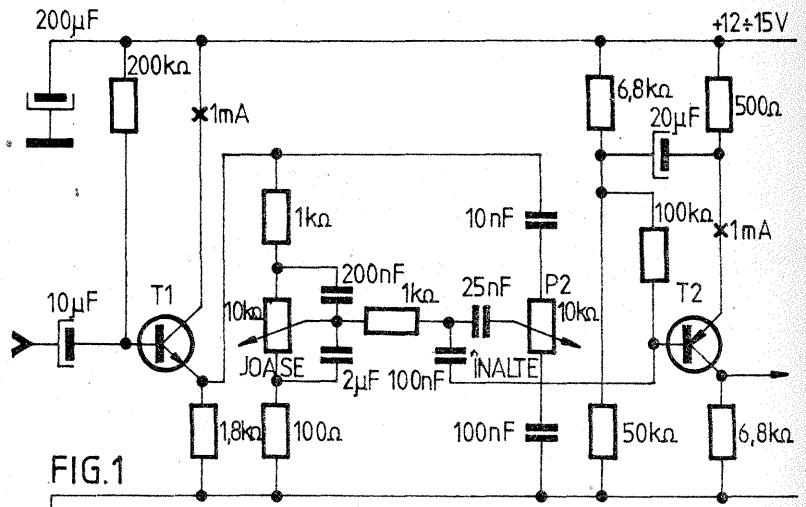 200µF
+12÷15V
200kΩ
6,8kΩ
500Ω
20µF
1mA
1kΩ
10nF
100kΩ
1mA
200nF
10µF
T1
10kΩ
1kΩ
25nF
P2
10kΩ
T2
JOASE
2µF
100nF
ÎNALTE
1,8kΩ
100Ω
100nF
50kΩ
6,8kΩ
FIG.1